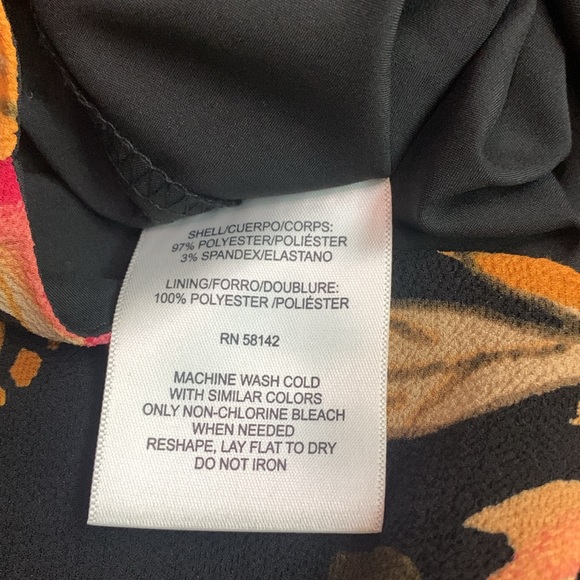 SHELL/CUERPO/CORPS:
97% POLYESTER/POLIÉSTER
3% SPANDEX/ELASTANO
LINING/FORRO/DOUBLURE:
100% POLYESTER /POLIÉSTER
RN 58142
MACHINE WASH COLD
WITH SIMILAR COLORS
ONLY NON-CHLORINE BLEACH
WHEN NEEDED
RESHAPE, LAY FLAT TO DRY
DO NOT IRON